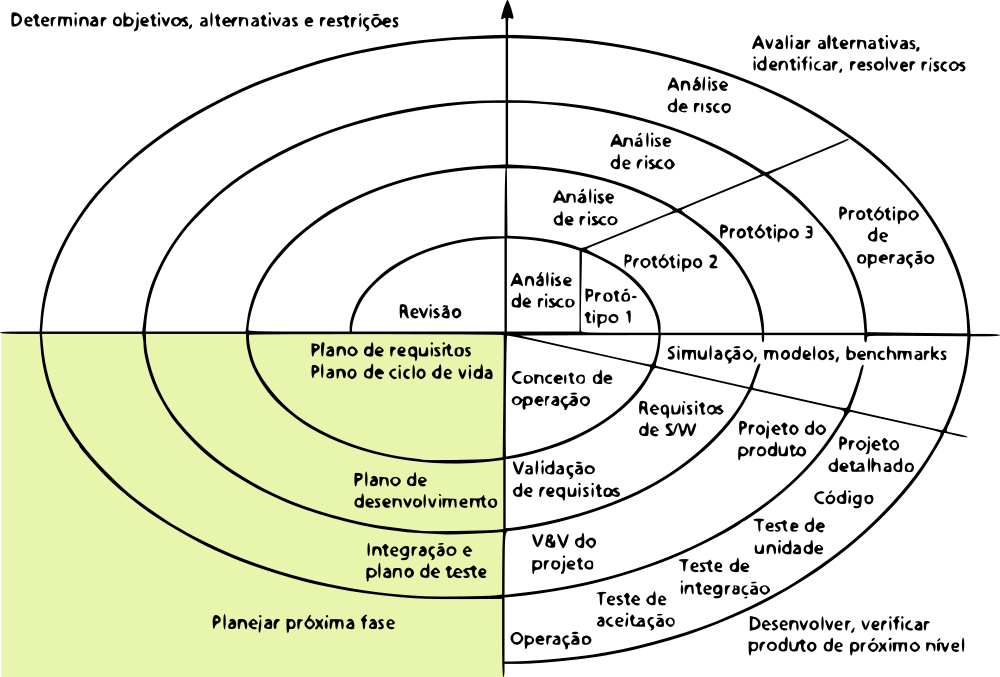 Determinar objetivos, alternativas e restrições
Avaliar alternativas,
identificar, resolver riscos
Análise
de risco
Análise
de risco
Análise
de risco
Análise
de risco
Protó-
tipo 1
Protótipo 2
Protótipo 3
Protótipo
de
operação
Revisão
Plano de requisitos
Plano de ciclo de vida
Simulação, modelos, benchmarks
Conceito de
operação
Requisitos
de S/W
Projeto do
produto
Projeto
detalhado
Plano de
desenvolvimento
Validação
de requisitos
Código
Teste de
unidade
Integração e
plano de teste
V&V do
projeto
Teste de
integração
Teste de
aceitação
Operação
Planejar próxima fase
Desenvolver, verificar
produto de próximo nível